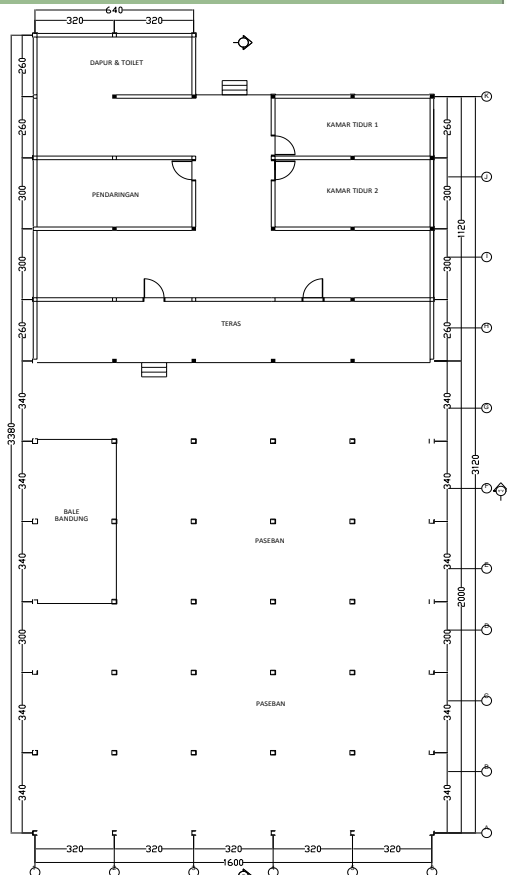 640
320 320
DAPUR & TOILET
260
K
KAMAR TIDUR 1
260
260
J
PENDARINGAN
KAMAR TIDUR 2
300
300
1120
I
300
300
TERAS
260
260
H
340
340
G
3380
340
340
3120
F
BALE
BANDUNG
PASEBAN
340
340
E
2000
D
300
300
PASEBAN
C
340
340
B
340
340
A
320 320 320 320 320
1600